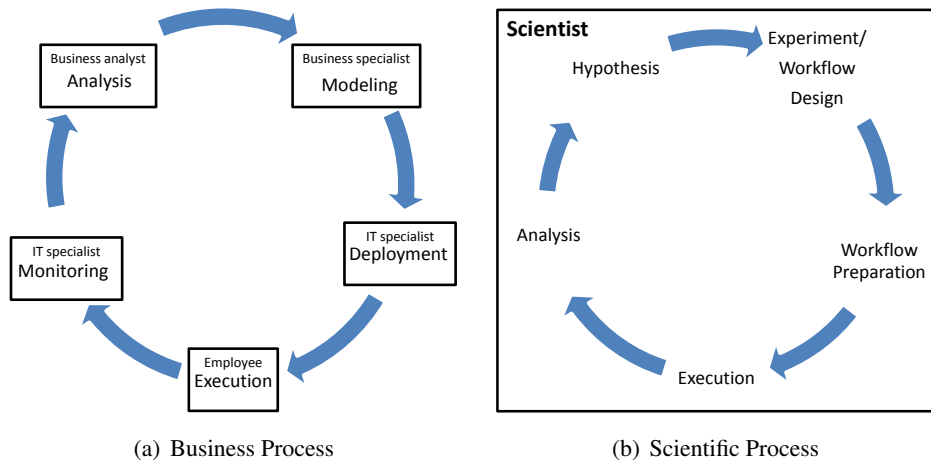 Business analyst
Analysis
Business specialist
Modeling
IT specialist
Deployment
Employee
Execution
IT specialist
Monitoring
(a) Business Process
Scientist
Hypothesis
Experiment/
Workflow
Design
Workflow
Preparation
Execution
Analysis
(b) Scientific Process